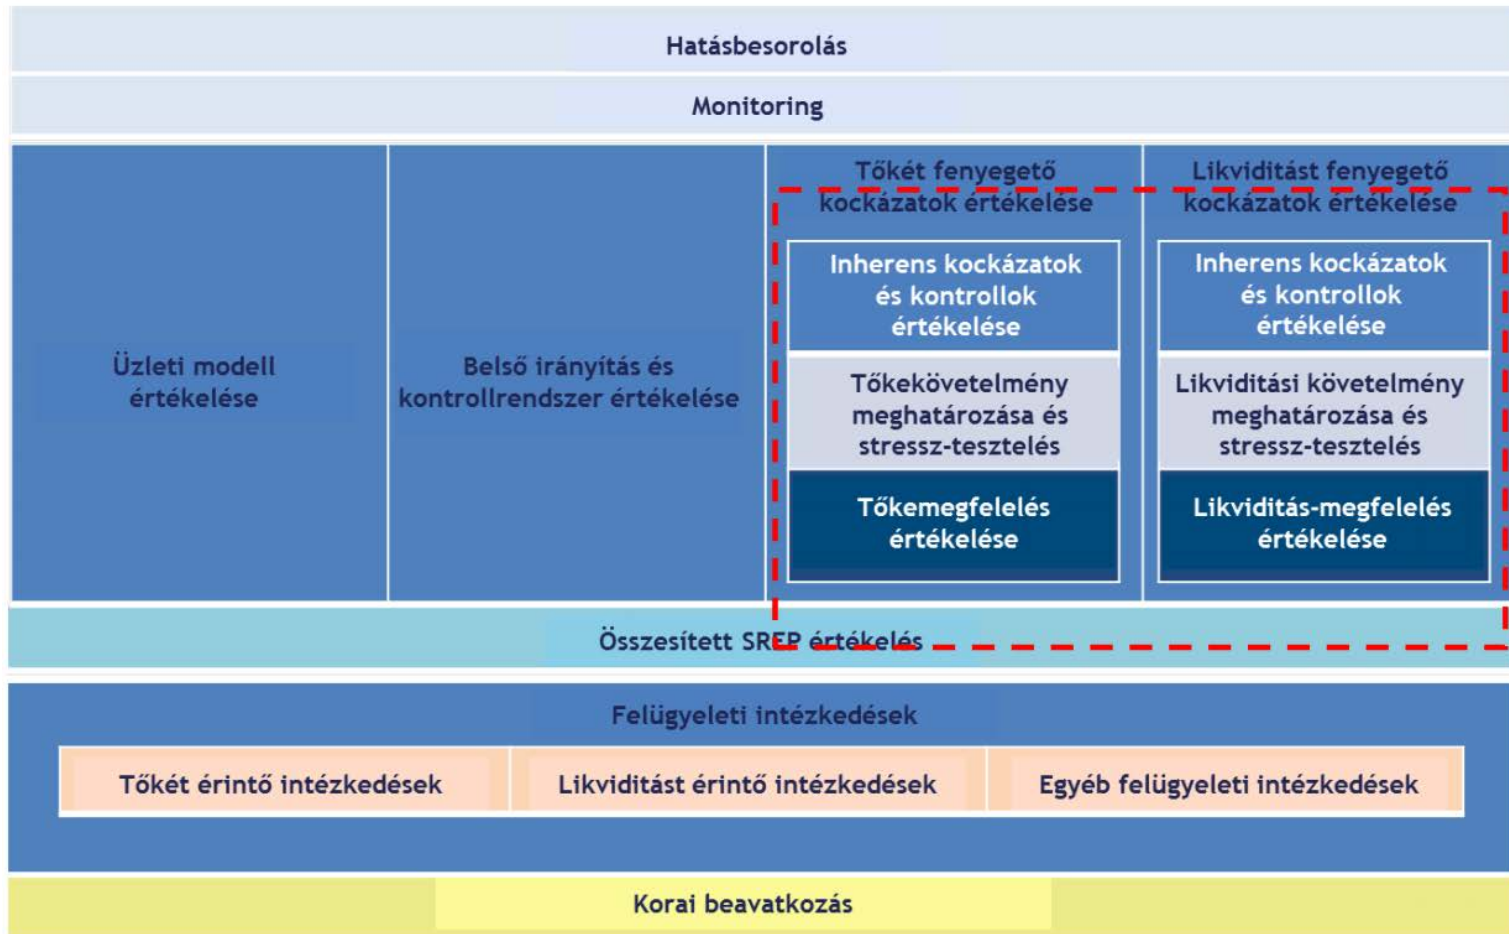 Hatásbesorolás
Monitoring
Üzleti modell
értékelése
Belső irányítás és
kontrollrendszer értékelése
Tőkét fenyegető
kockázatok értékelése
Inherens kockázatok
és kontrollok
értékelése
Tőkekövetelmény
meghatározása és
stressz-tesztelés
Tőkemegfelelés
értékelése
Likviditást fenyegető
kockázatok értékelése
Inherens kockázatok
és kontrollok
értékelése
Likviditási követelmény
meghatározása és
stressz-tesztelés
Likviditás-megfelelés
értékelése
Összesített SREP értékelés
Felügyeleti intézkedések
Tőkét érintő intézkedések
Likviditást érintő intézkedések
Egyéb felügyeleti intézkedések
Korai beavatkozás